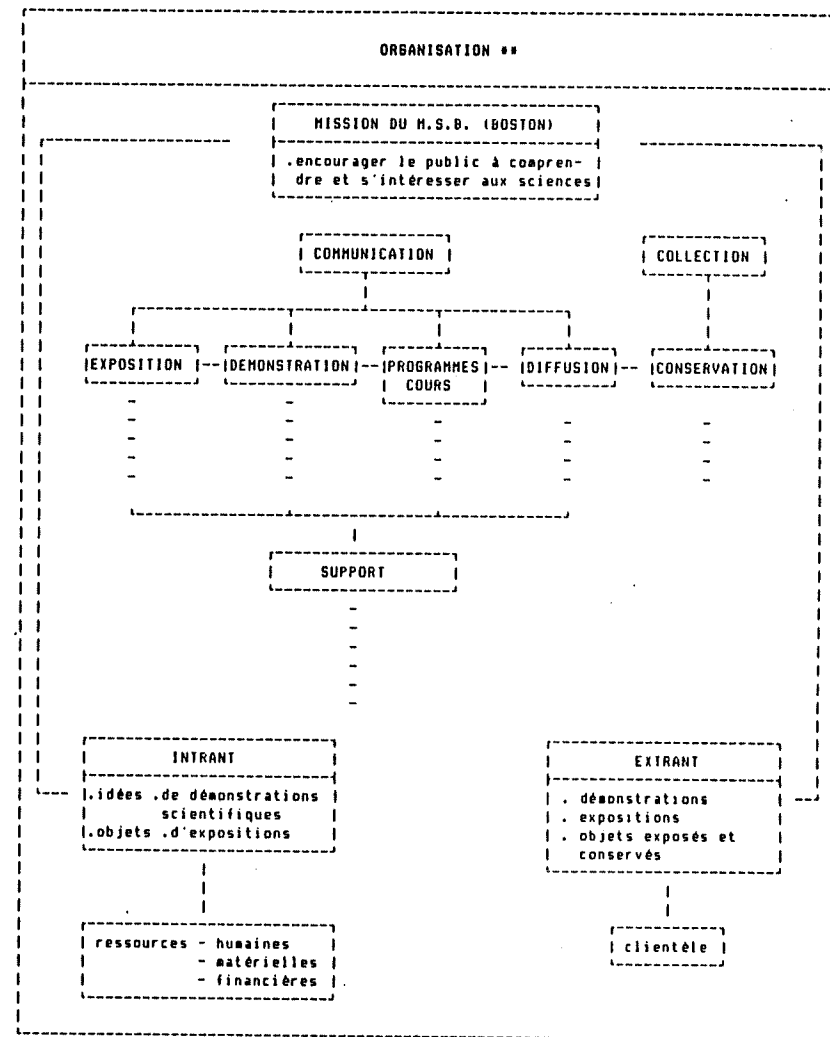 ORGANISATION **
MISSION DU M.S.B. (BOSTON)
.encourager le public à compren-
dre et s'intéresser aux sciences
COMMUNICATION
COLLECTION
EXPOSITION -- DEMONSTRATION -- PROGRAMMES -- DIFFUSION -- CONSERVATION
COURS
SUPPORT
INTRANT
.idées .de démonstrations
scientifiques
.objets .d'expositions
ressources - humaines
- matérielles
- financières
EXTRANT
. démonstrations
. expositions
. objets exposés et
conservés
clientèle